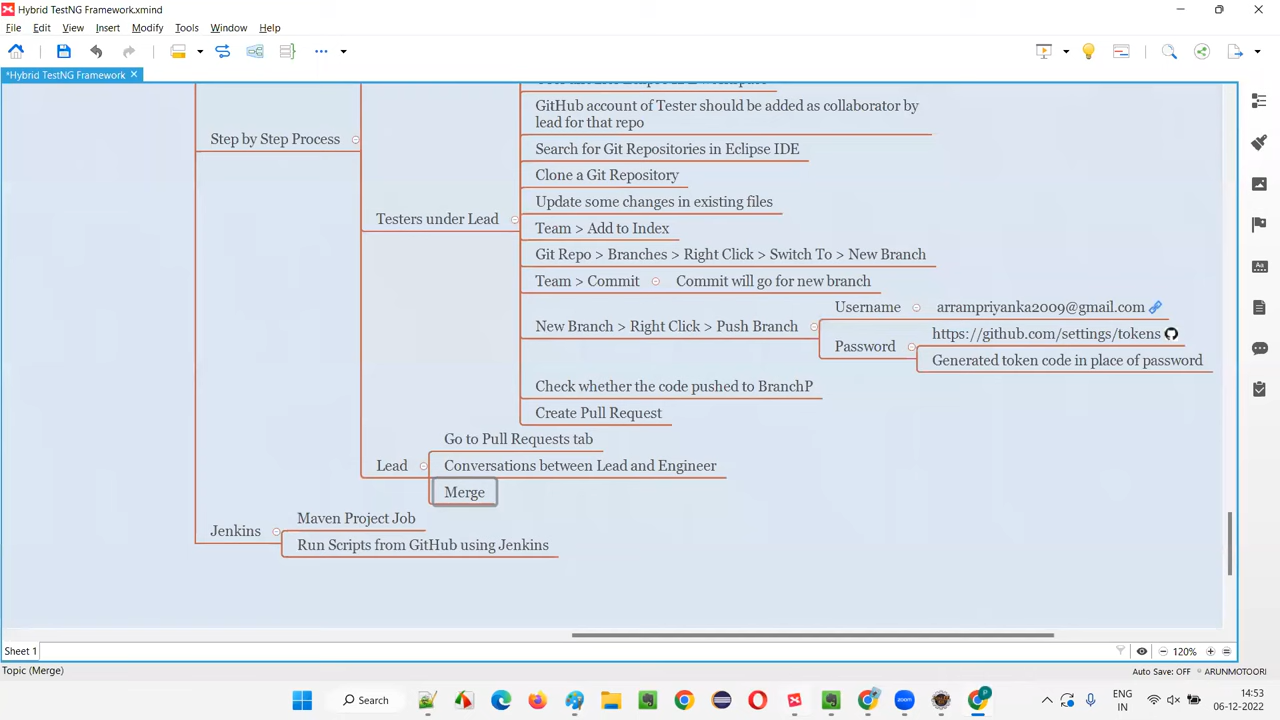 Hybrid TestNG Framework.xmind
File Edit View Insert Modify Tools Window Help
*Hybrid TestNG Framework
GitHub account of Tester should be added as collaborator by
lead for that repo
Step by Step Process
Search for Git Repositories in Eclipse IDE
Clone a Git Repository
Update some changes in existing files
Testers under Lead
Team > Add to Index
Git Repo > Branches > Right Click > Switch To > New Branch
Team > Commit Commit will go for new branch
Username arrampriyanka2009@gmail.com
New Branch > Right Click > Push Branch
https://github.com/settings/tokens
Password
Generated token code in place of password
Check whether the code pushed to BranchP
Create Pull Request
Go to Pull Requests tab
Lead Conversations between Lead and Engineer
Merge
Maven Project Job
Jenkins
Run Scripts from GitHub using Jenkins
Sheet 1
120%
Topic (Merge)
Auto Save: OFF ARUNMOTOORI
Search
ENG
IN
14:53
06-12-2022